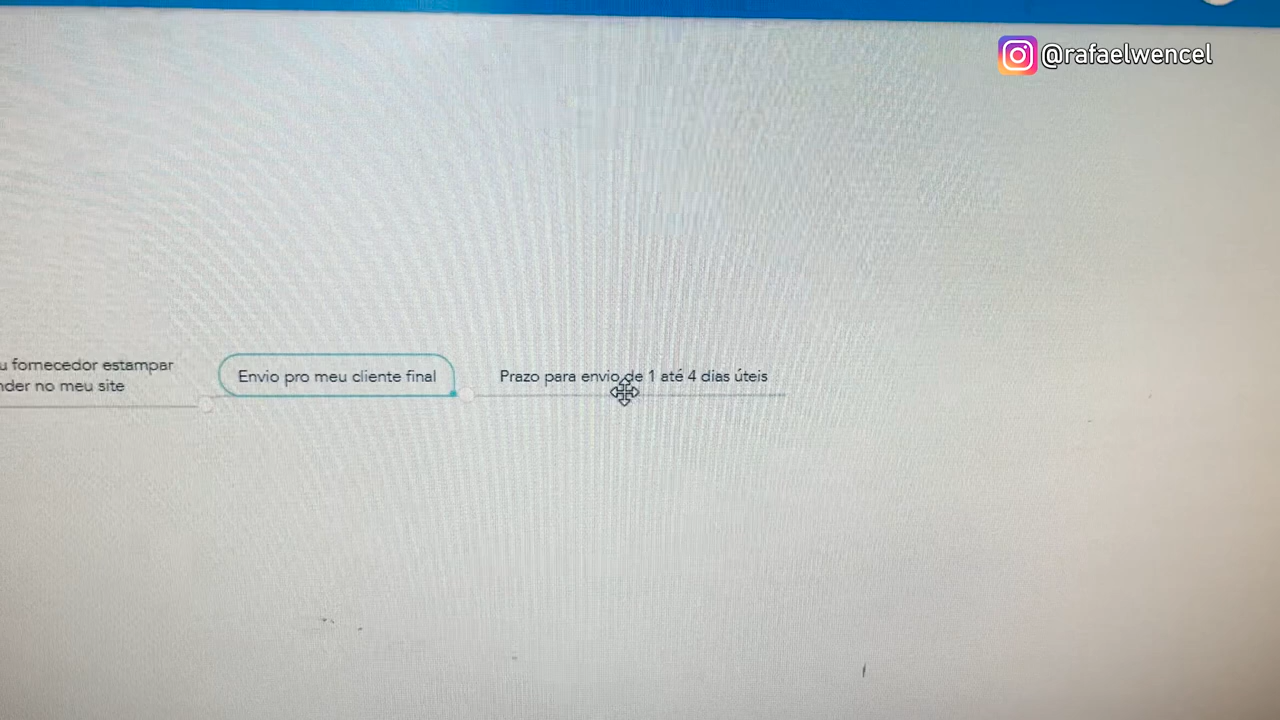 @rafaelwencel
u fornecedor estampar
nder no meu site
Envio pro meu cliente final
Prazo para envio de 1 até 4 dias úteis